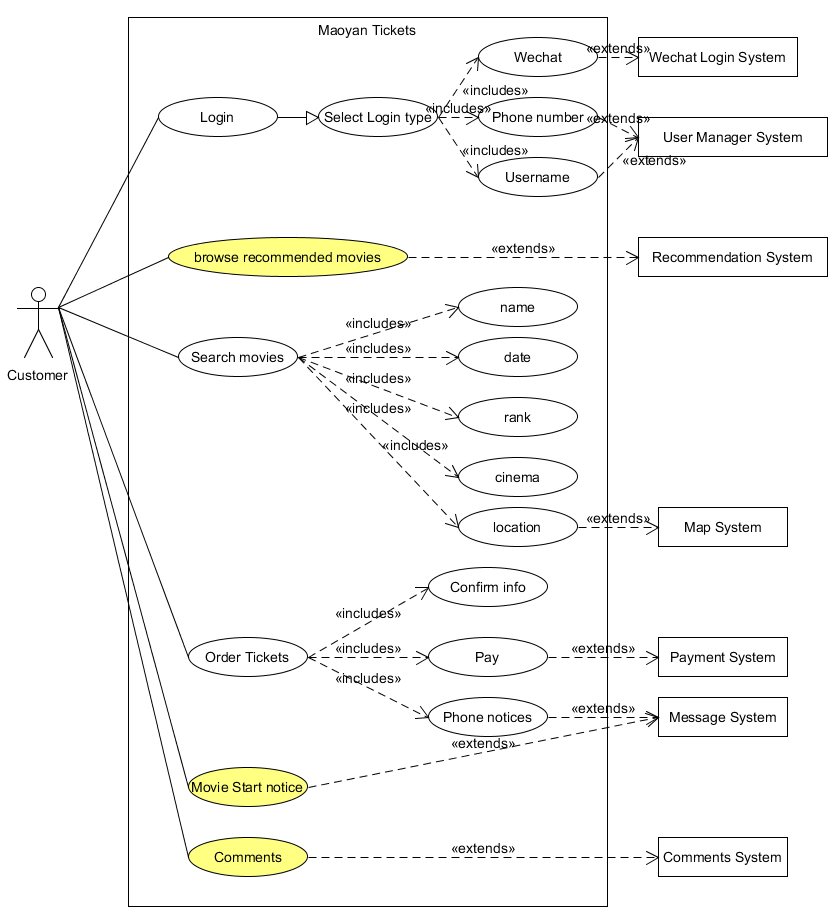 Maoyan Tickets
Wechat
«extends»
Wechat Login System
«includes»
Login
Select Login type
«includes»
Phone number
«extends»
User Manager System
«includes»
Username
«extends»
browse recommended movies
«extends»
Recommendation System
Customer
Search movies
«includes»
name
«includes»
date
«includes»
rank
«includes»
cinema
«includes»
location
«extends»
Map System
Confirm info
«includes»
Order Tickets
«includes»
Pay
«extends»
Payment System
«includes»
Phone notices
«extends»
Message System
«extends»
Movie Start notice
Comments
«extends»
Comments System